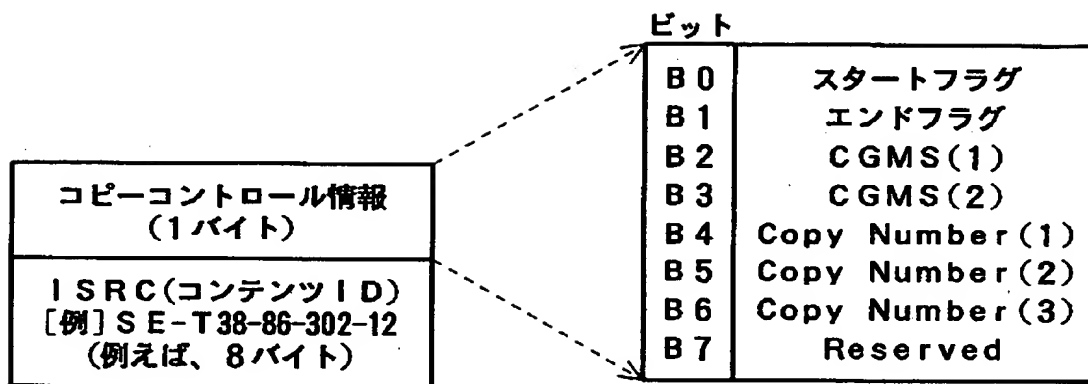 コピーコントロール情報
(1バイト)
ISRC(コンテンツID)
[例]SE-T38-86-302-12
(例えば、8バイト)
ビット
B0 スタートフラグ
B1 エンドフラグ
B2 CGMS(1)
B3 CGMS(2)
B4 Copy Number(1)
B5 Copy Number(2)
B6 Copy Number(3)
B7 Reserved